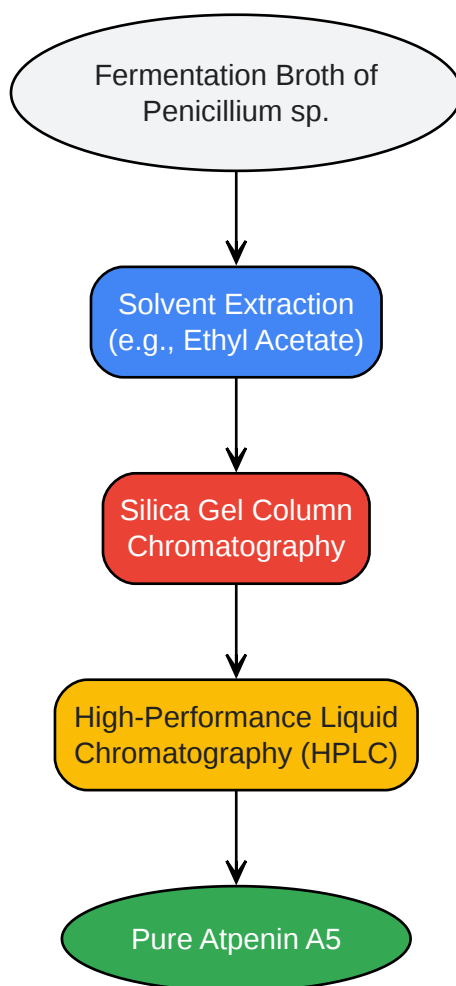 Fermentation Broth of
Penicillium sp.
Solvent Extraction
(e.g., Ethyl Acetate)
Silica Gel Column
Chromatography
High-Performance Liquid
Chromatography (HPLC)
Pure Atpenin A5